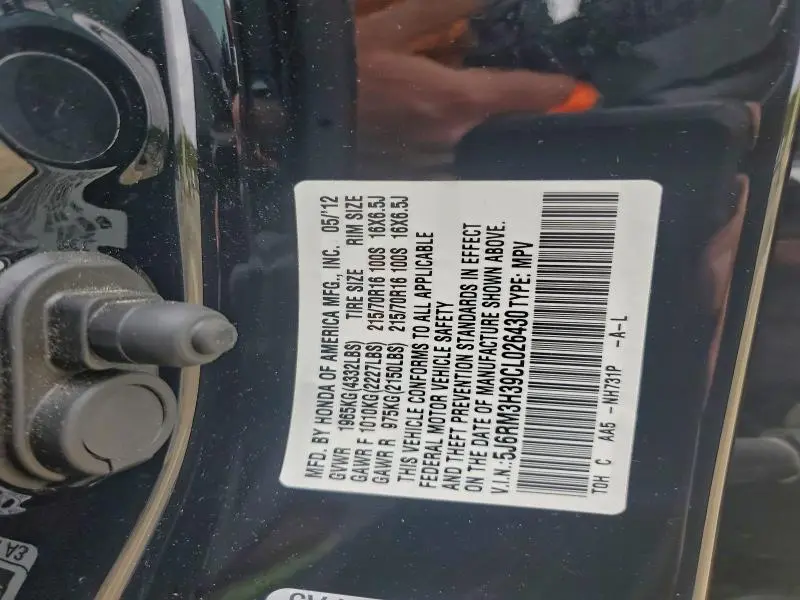 MFD. BY HONDA OF AMERICA MFG., INC. 05/'12
GVWR 1965KG(4332LBS) TIRE SIZE RIM SIZE
GAWR F 1010KG(2227LBS) 215/70R16 100S 16X6.5J
GAWR R 975KG(2150LBS) 215/70R16 100S 16X6.5J
THIS VEHICLE CONFORMS TO ALL APPLICABLE
FEDERAL MOTOR VEHICLE SAFETY
AND THEFT PREVENTION STANDARDS IN EFFECT
ON THE DATE OF MANUFACTURE SHOWN ABOVE.
V.I.N.:5J6RM3H39CL026430 TYPE: MPV
TOH C AA5 -NH731P -A-L